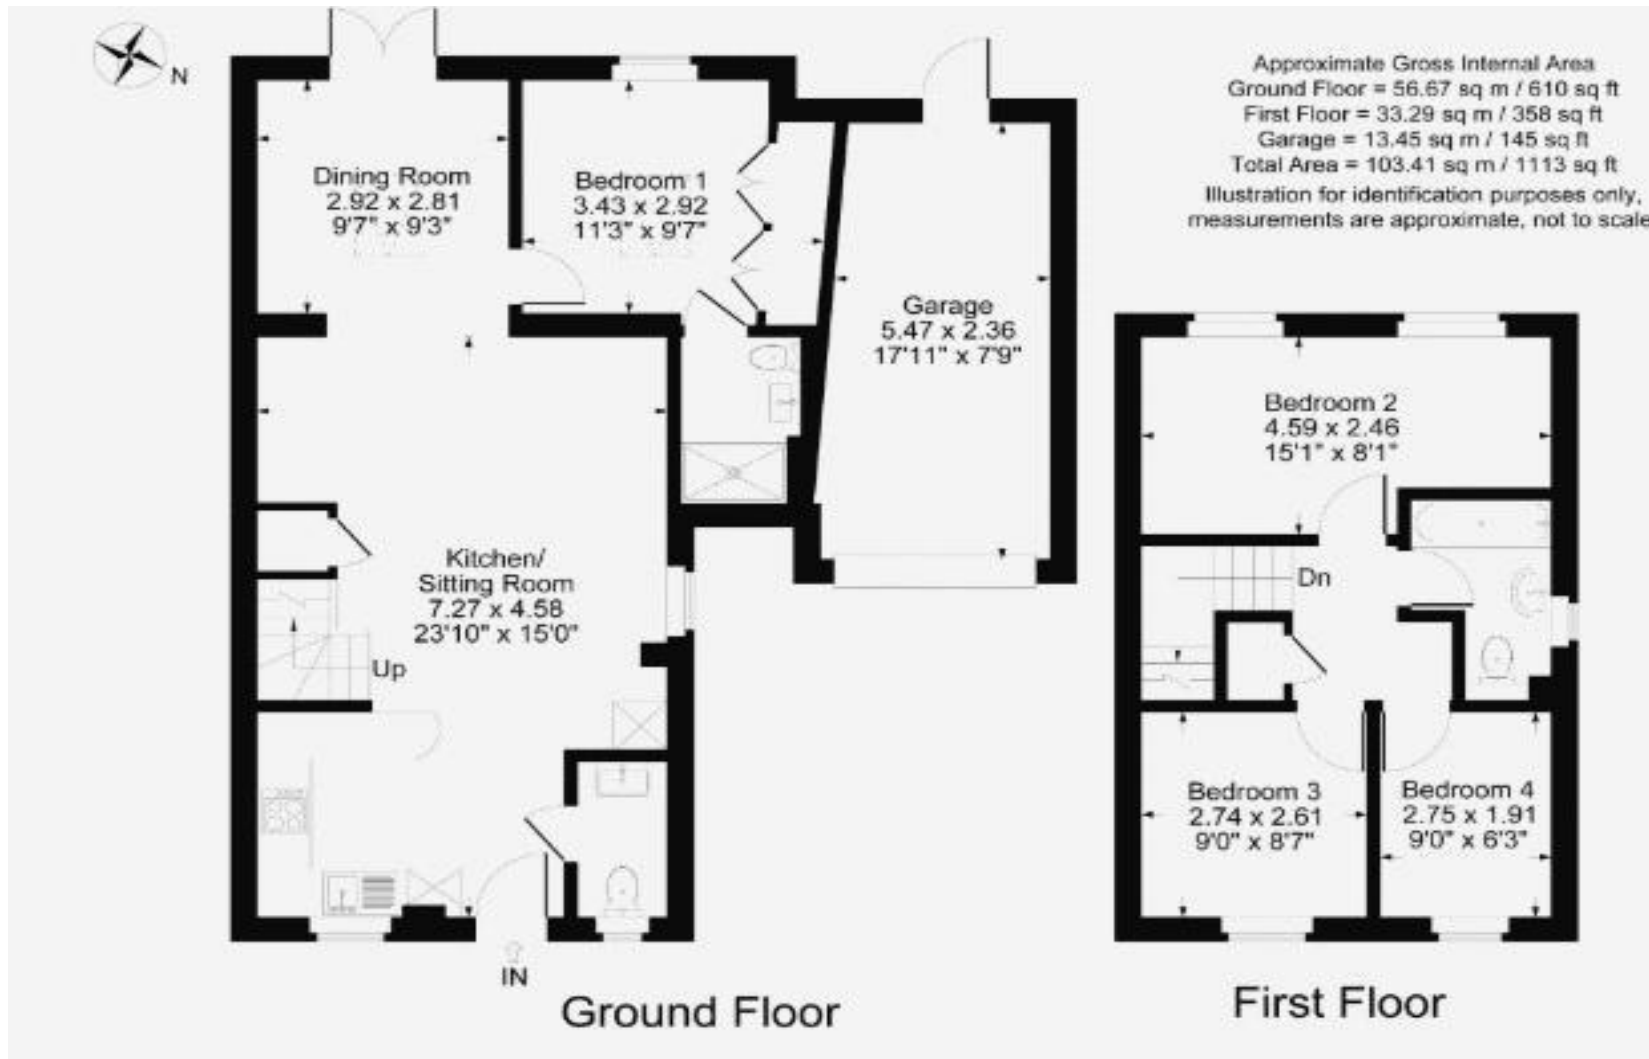 N
Approximate Gross Internal Area
Ground Floor = 56.67 sq m / 610 sq ft
First Floor = 33.29 sq m / 358 sq ft
Garage = 13.45 sq m / 145 sq ft
Total Area = 103.41 sq m / 1113 sq ft
Illustration for identification purposes only,
measurements are approximate, not to scale
Dining Room
2.92 x 2.81
9'7" x 9'3"
Bedroom 1
3.43 x 2.92
11'3" x 9'7"
Garage
5.47 x 2.36
17'11" x 7'9"
Kitchen/
Sitting Room
7.27 x 4.58
23'10" x 15'0"
Up
IN
Ground Floor
Bedroom 2
4.59 x 2.46
15'1" x 8'1"
Dn
Bedroom 3
2.74 x 2.61
9'0" x 8'7"
Bedroom 4
2.75 x 1.91
9'0" x 6'3"
First Floor